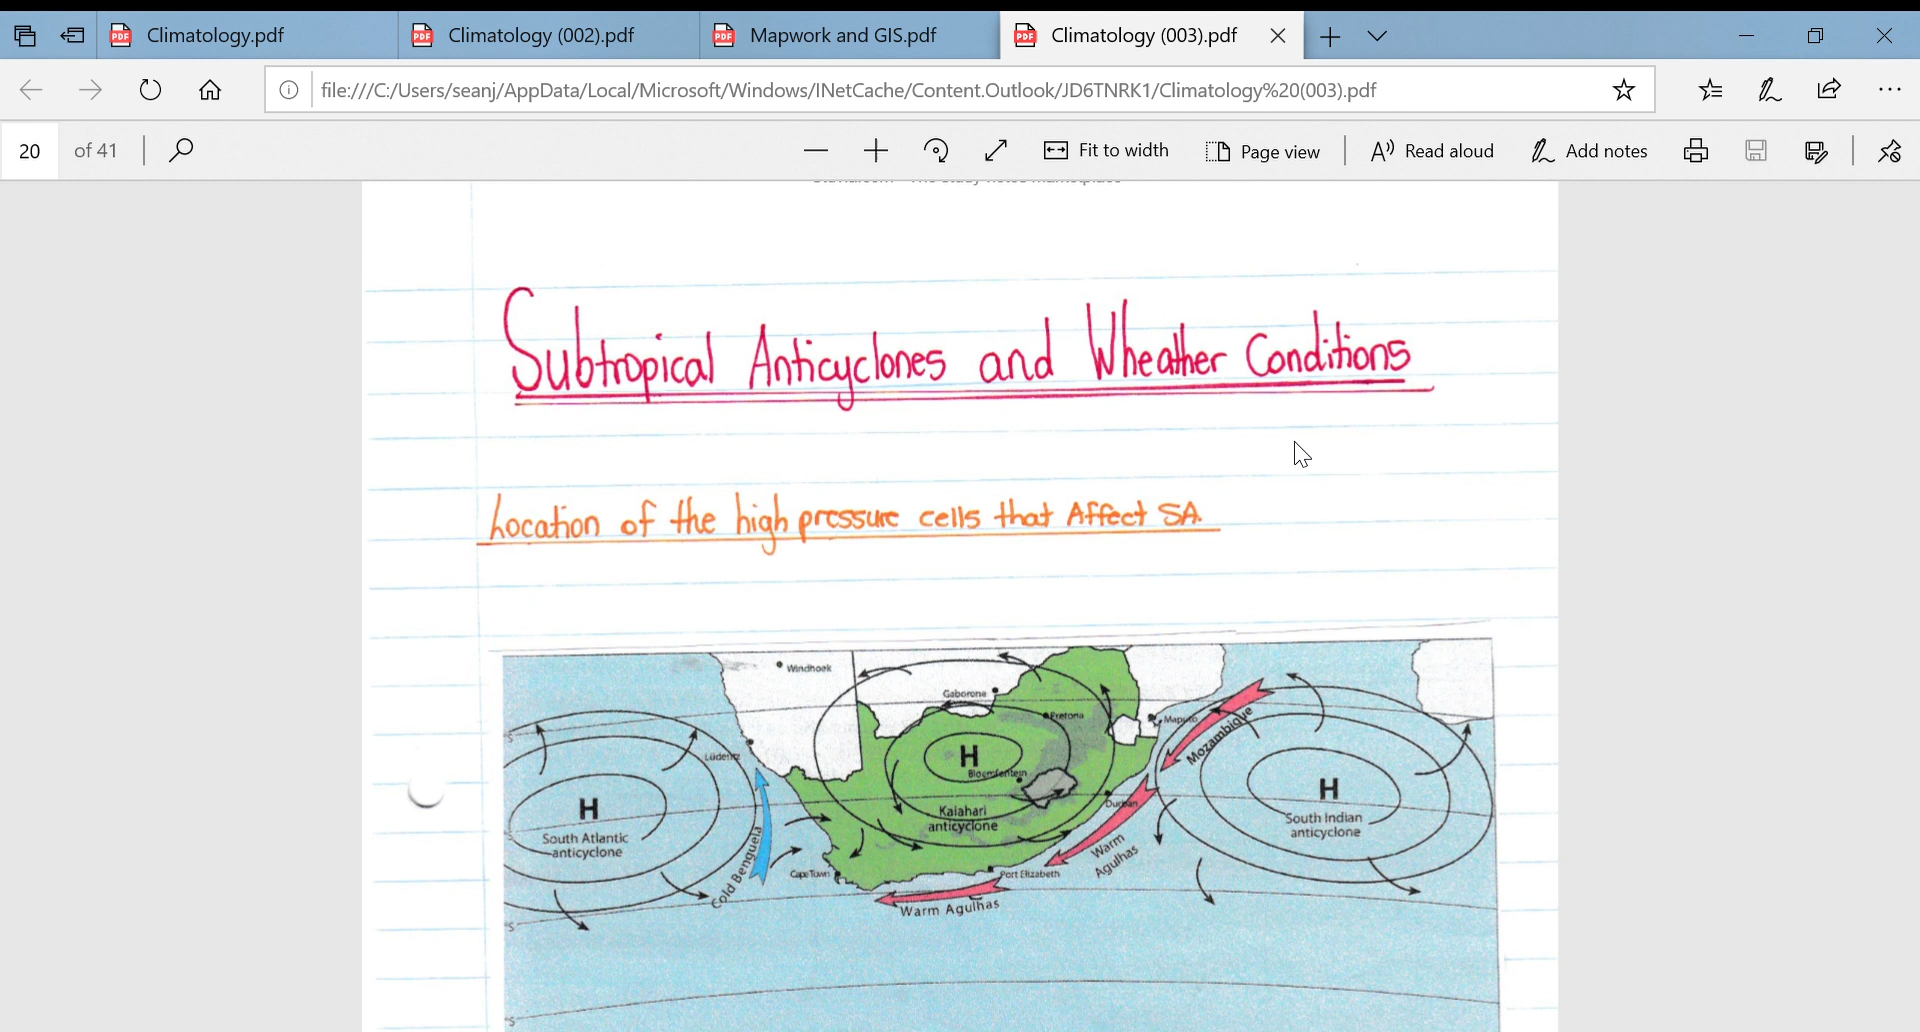 Climatology.pdf Climatology (002).pdf Mapwork and GIS.pdf Climatology (003).pdf
file:///C:/Users/seanj/AppData/Local/Microsoft/Windows/INetCache/Content.Outlook/JD6TNRK1/Climatology%20(003).pdf
20 of 41 Fit to width Page view Read aloud Add notes
Subtropical Anticyclones and Wheather Conditions
Location of the high pressure cells that Affect SA.
Windhoek
Gaborone
Pretoria
Maputo
Mozambique
Lüderitz
H
Bloemfontein
H
South Atlantic
anticyclone
Kalahari
anticyclone
Durban
H
South Indian
anticyclone
Cold Benguela
Cape Town
Port Elizabeth
Warm
Agulhas
Warm Agulhas